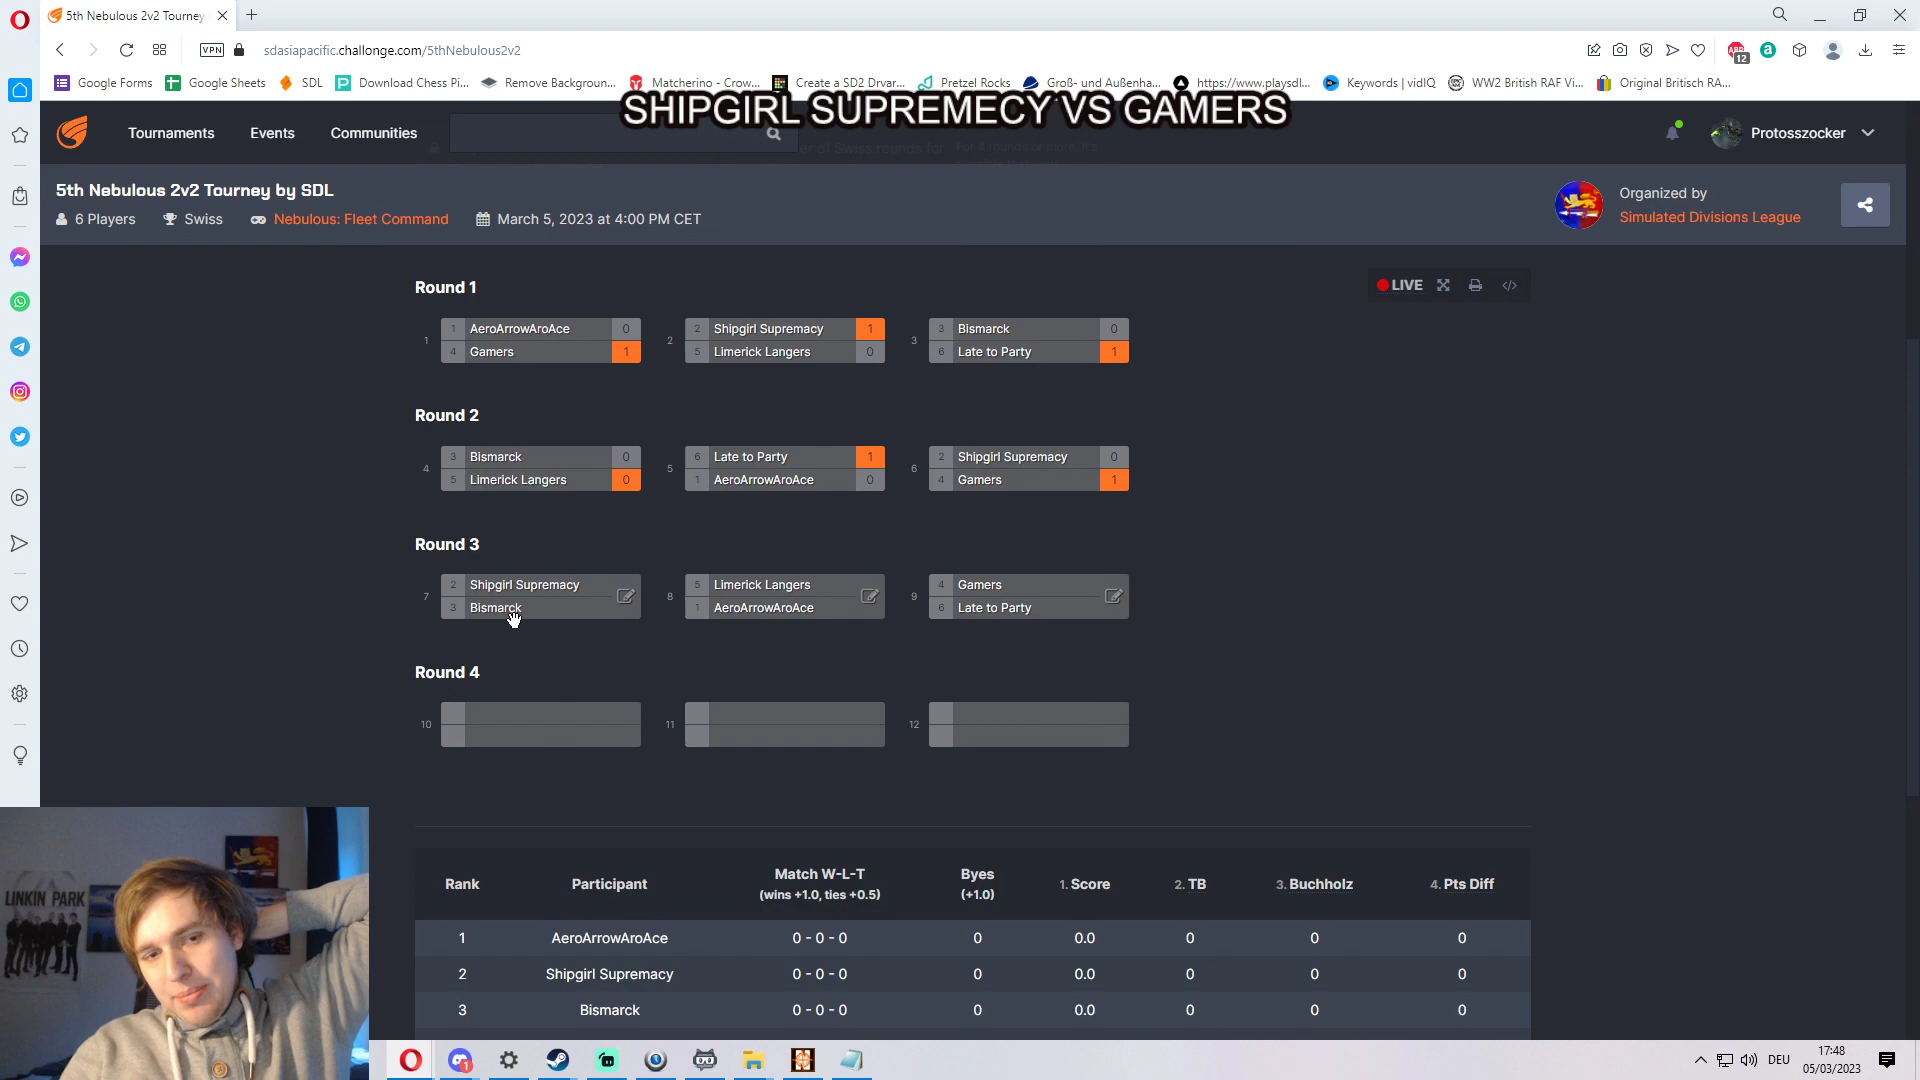 5th Nebulous 2v2 Tourney
VPN
sdasiapacific.challonge.com/5thNebulous2v2
ABP
12
a
Google Forms
Google Sheets
SDL
Download Chess Pi...
Remove Backgroun...
Matcherino - Crow...
Create a SD2 Drvar...
Pretzel Rocks
Groß- und Außenha...
https://www.playsdl...
Keywords | vidIQ
WW2 British RAF Vi...
Original Britisch RA...
SHIPGIRL SUPREMECY VS GAMERS
Tournaments
Events
Communities
Protosszocker
5th Nebulous 2v2 Tourney by SDL
6 Players
Swiss
Nebulous: Fleet Command
March 5, 2023 at 4:00 PM CET
Organized by
Simulated Divisions League
LIVE
Round 1
1 1 AeroArrowAroAce 0
4 Gamers 1
2 2 Shipgirl Supremacy 1
5 Limerick Langers 0
3 3 Bismarck 0
6 Late to Party 1
Round 2
4 3 Bismarck 0
5 Limerick Langers 0
5 6 Late to Party 1
1 AeroArrowAroAce 0
6 2 Shipgirl Supremacy 0
4 Gamers 1
Round 3
7 2 Shipgirl Supremacy
3 Bismarck
8 5 Limerick Langers
1 AeroArrowAroAce
9 4 Gamers
6 Late to Party
Round 4
10
11
12
Rank Participant Match W-L-T (wins +1.0, ties +0.5) Byes (+1.0) 1. Score 2. TB 3. Buchholz 4. Pts Diff
1 AeroArrowAroAce 0 - 0 - 0 0 0.0 0 0 0
2 Shipgirl Supremacy 0 - 0 - 0 0 0.0 0 0 0
3 Bismarck 0 - 0 - 0 0 0.0 0 0 0
LINKIN PARK
1
DEU
17:48
05/03/2023